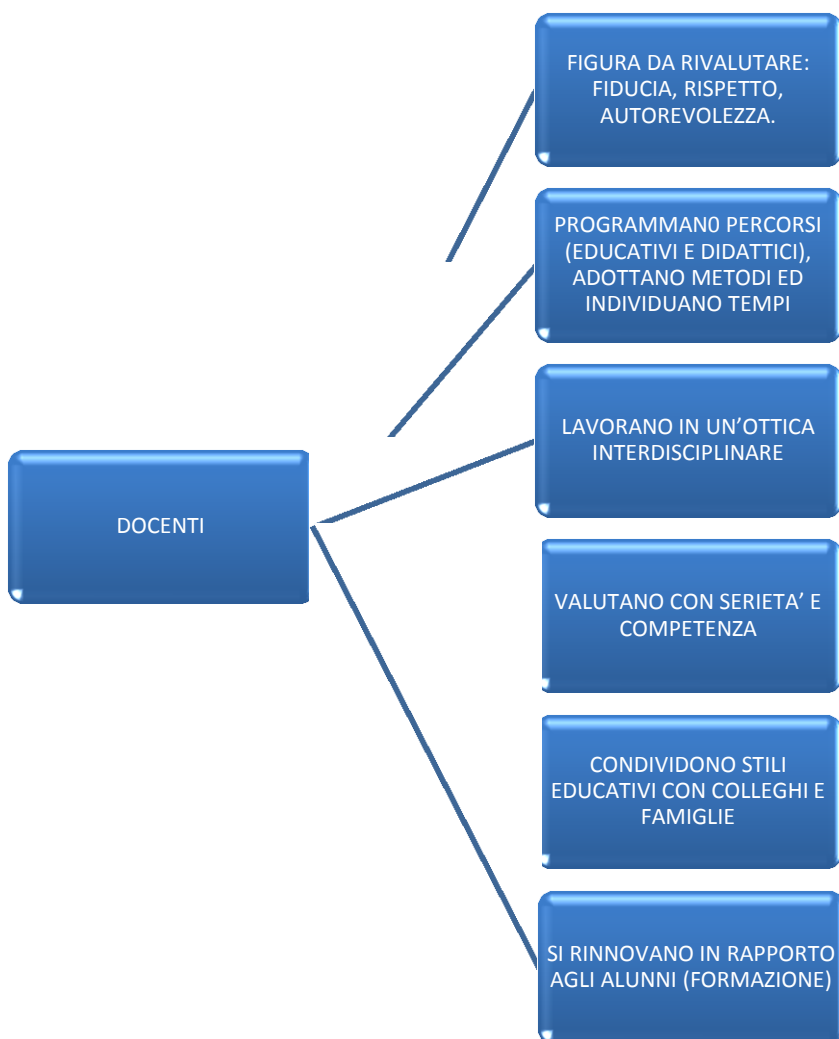 FIGURA DA RIVALUTARE:
FIDUCIA, RISPETTO,
AUTOREVOLEZZA.
PROGRAMMAN0 PERCORSI
(EDUCATIVI E DIDATTICI),
ADOTTANO METODI ED
INDIVIDUANO TEMPI
LAVORANO IN UN’OTTICA
INTERDISCIPLINARE
DOCENTI
VALUTANO CON SERIETA’ E
COMPETENZA
CONDIVIDONO STILI
EDUCATIVI CON COLLEGHI E
FAMIGLIE
SI RINNOVANO IN RAPPORTO
AGLI ALUNNI (FORMAZIONE)